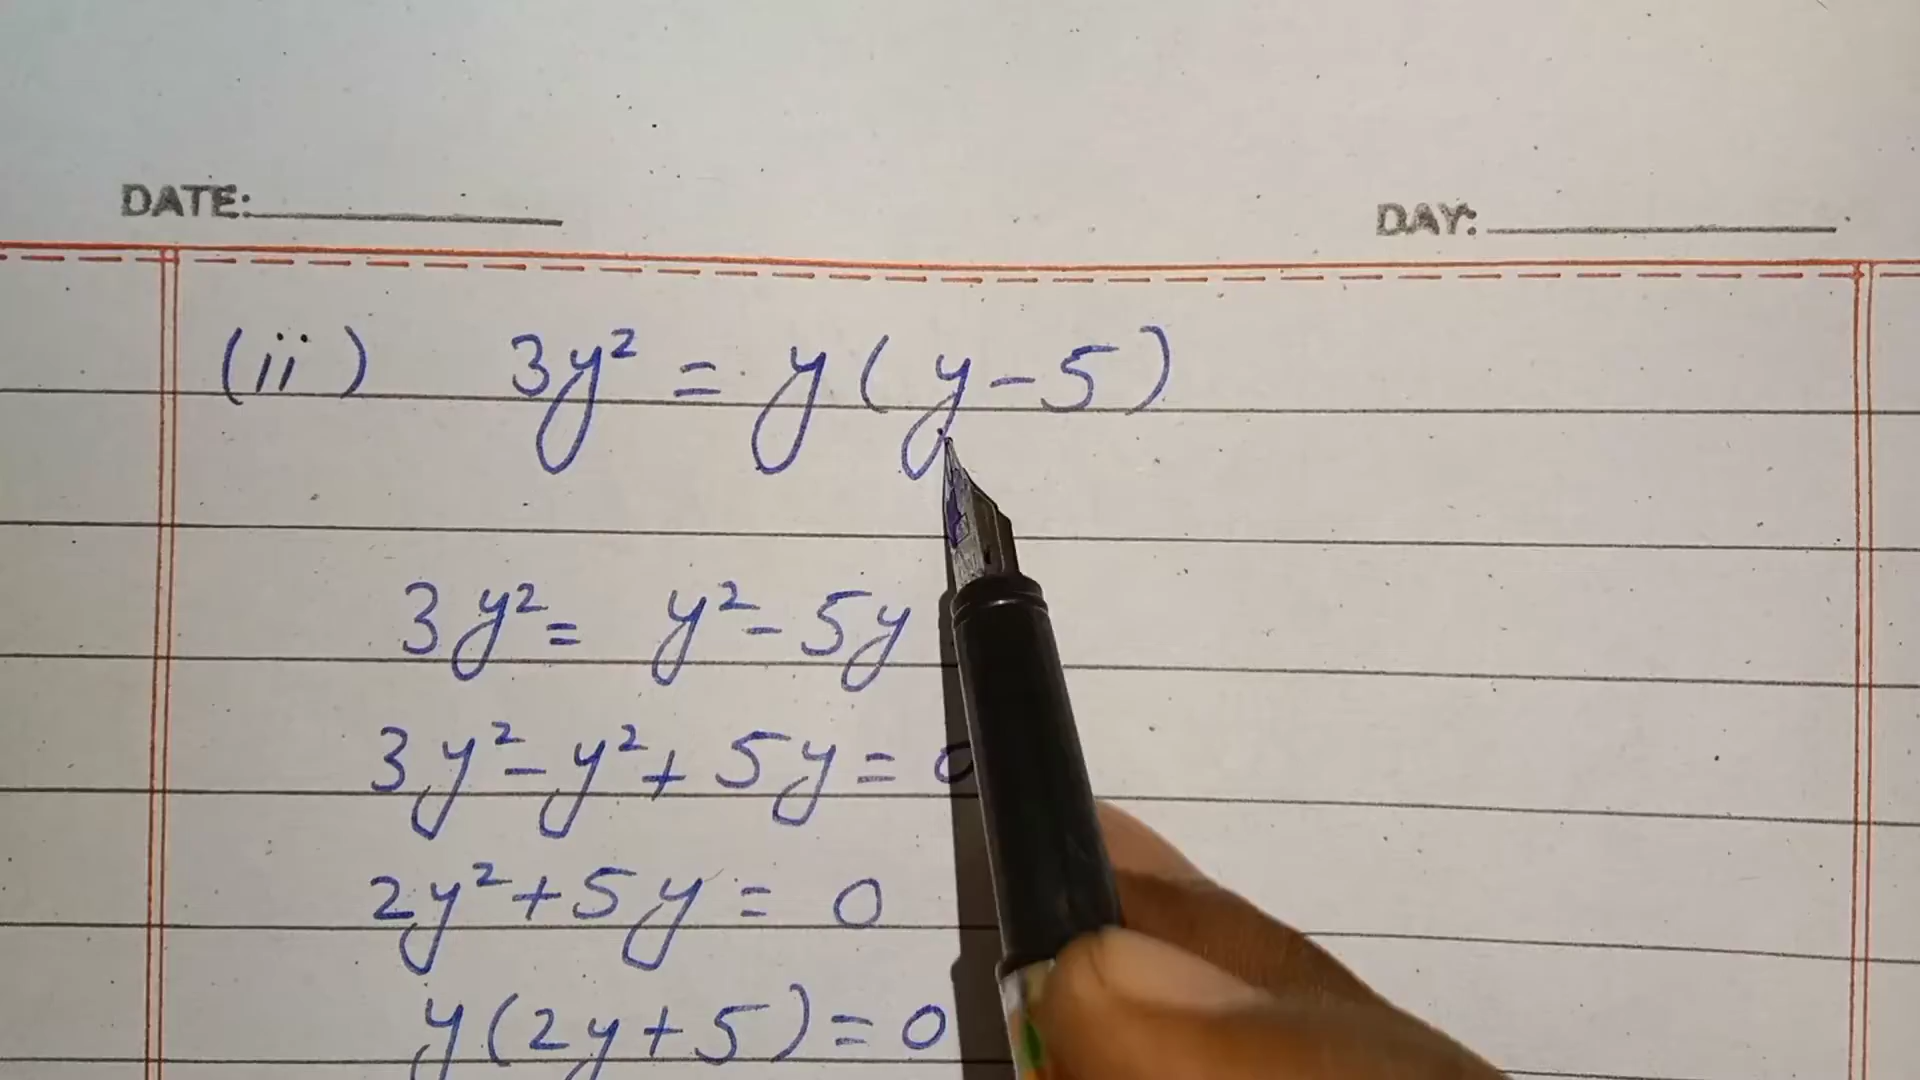 DATE: DAY:
(ii) 3y² = y(y-5)
3y² = y² - 5y
3y² - y² + 5y = 0
2y² + 5y = 0
y(2y+5) = 0